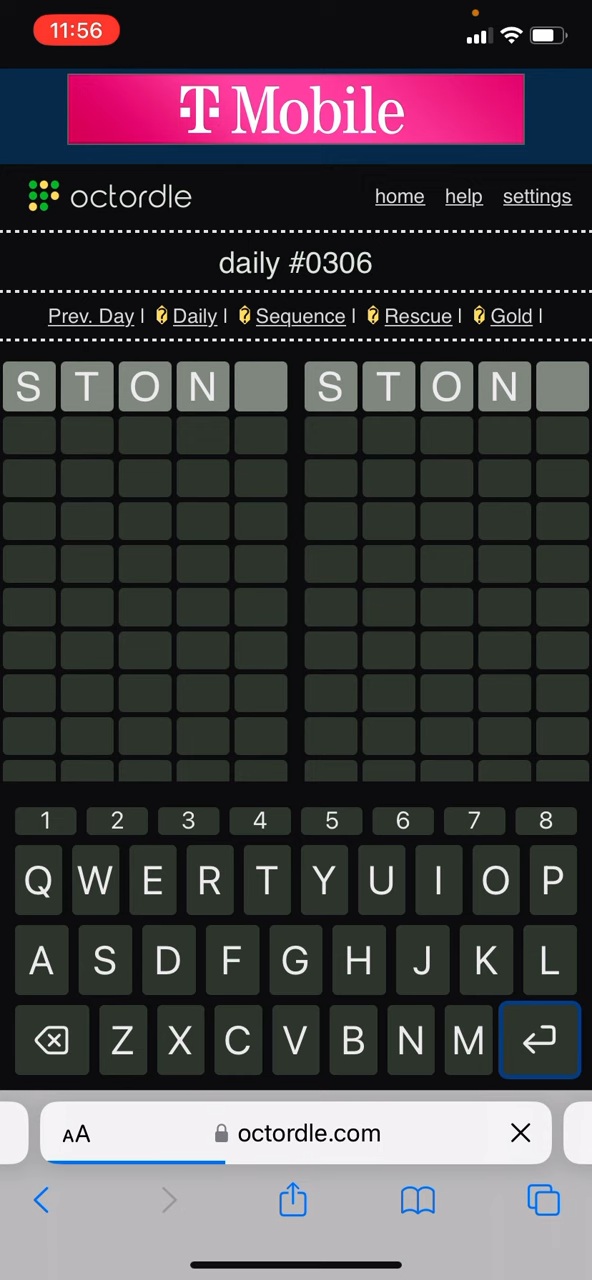 11:56
T Mobile
octordle home help settings
daily #0306
Prev. Day | ? Daily | ? Sequence | ? Rescue | ? Gold |
S T O N S T O N
1 2 3 4 5 6 7 8
Q W E R T Y U I O P
A S D F G H J K L
Z X C V B N M
AA octordle.com